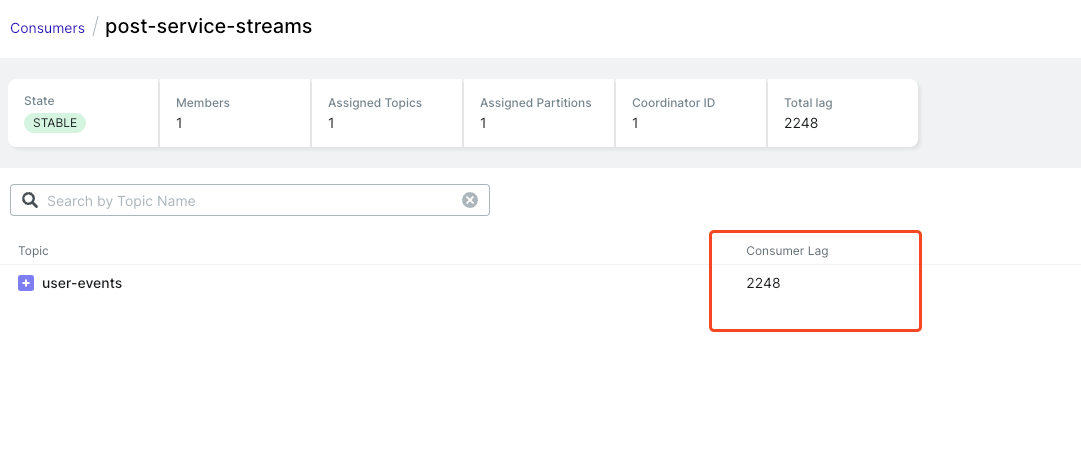 Consumers / post-service-streams
State
STABLE
Members
1
Assigned Topics
1
Assigned Partitions
1
Coordinator ID
1
Total lag
2248
Search by Topic Name
Topic
Consumer Lag
user-events
2248